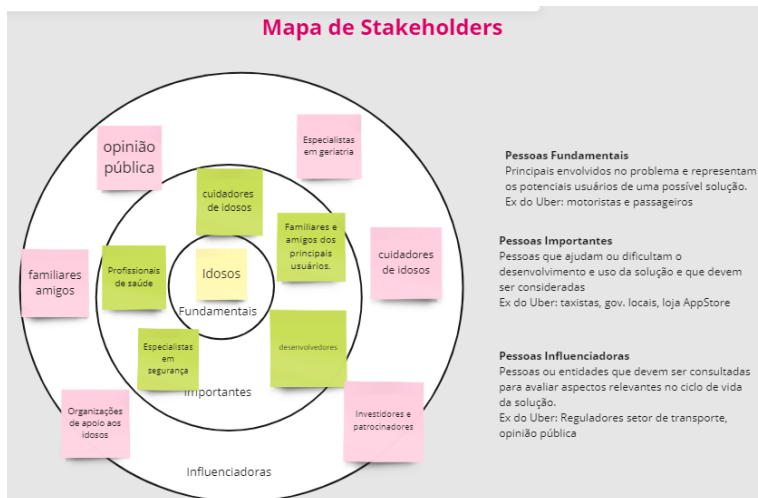 Mapa de Stakeholders
opinião
pública
Especialistas
em geriatria
cuidadores
de idosos
Familiares e
amigos dos
principais
usuários.
familiares
amigos
Profissionais
de saúde
Idosos
cuidadores
de idosos
Fundamentais
Especialistas
em
segurança
desenvolvedores
Importantes
Organizações
de apoio aos
idosos
Investidores e
patrocinadores
Influenciadoras
Pessoas Fundamentais
Principais envolvidos no problema e representam
os potenciais usuários de uma possível solução.
Ex do Uber: motoristas e passageiros
Pessoas Importantes
Pessoas que ajudam ou dificultam o
desenvolvimento e uso da solução e que devem
ser consideradas
Ex do Uber: taxistas, gov. locais, loja AppStore
Pessoas Influenciadoras
Pessoas ou entidades que devem ser consultadas
para avaliar aspectos relevantes no ciclo de vida
da solução.
Ex do Uber: Reguladores setor de transporte,
opinião pública